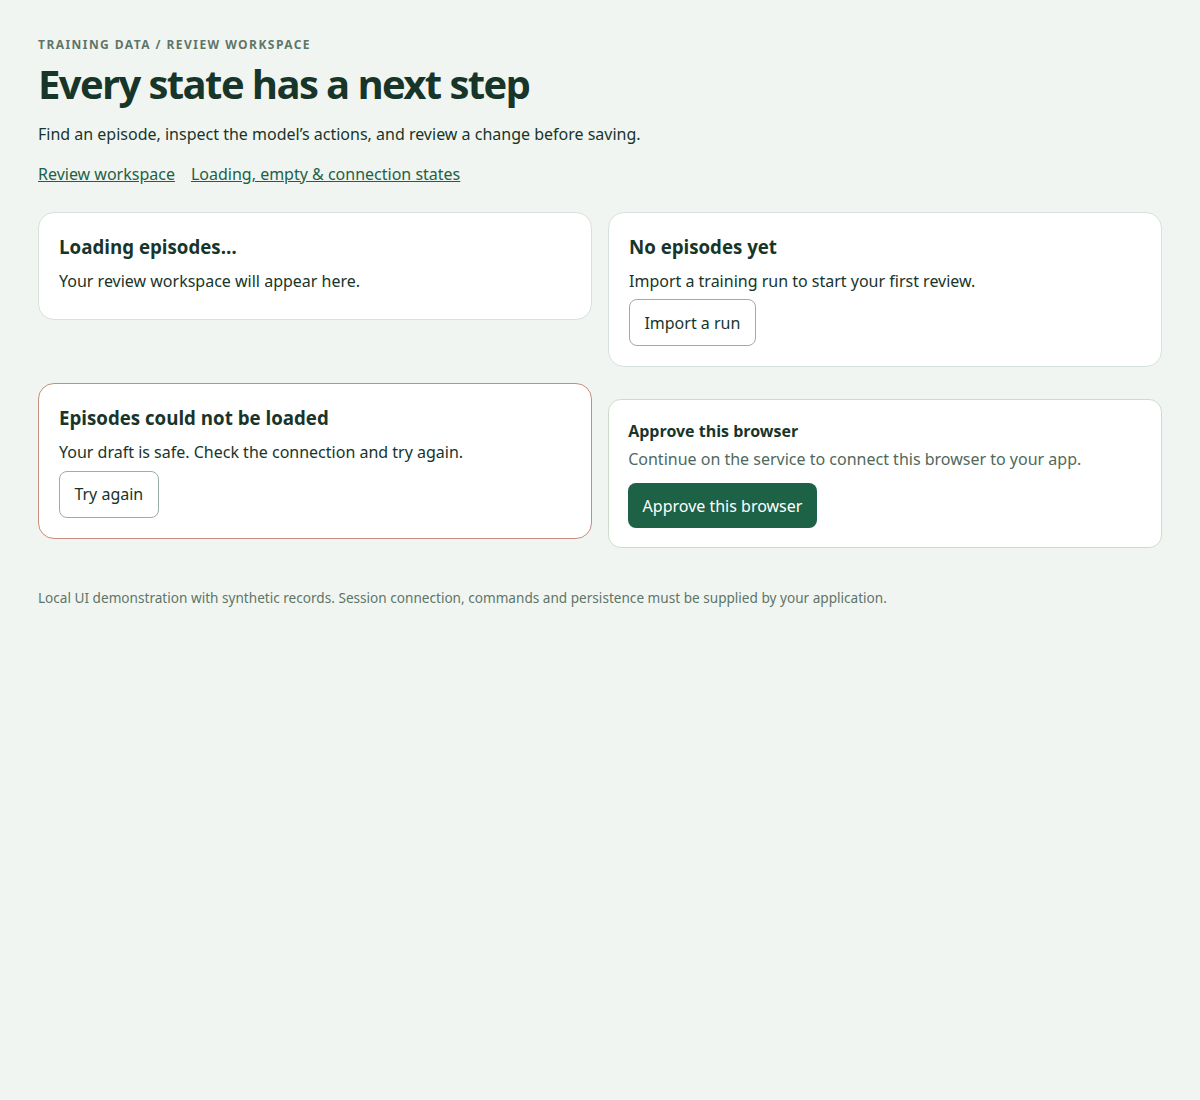 TRAINING DATA / REVIEW WORKSPACE
Every state has a next step
Find an episode, inspect the model’s actions, and review a change before saving.
Review workspace Loading, empty & connection states
Loading episodes…
Your review workspace will appear here.
No episodes yet
Import a training run to start your first review.
Import a run
Episodes could not be loaded
Your draft is safe. Check the connection and try again.
Try again
Approve this browser
Continue on the service to connect this browser to your app.
Approve this browser
Local UI demonstration with synthetic records. Session connection, commands and persistence must be supplied by your application.